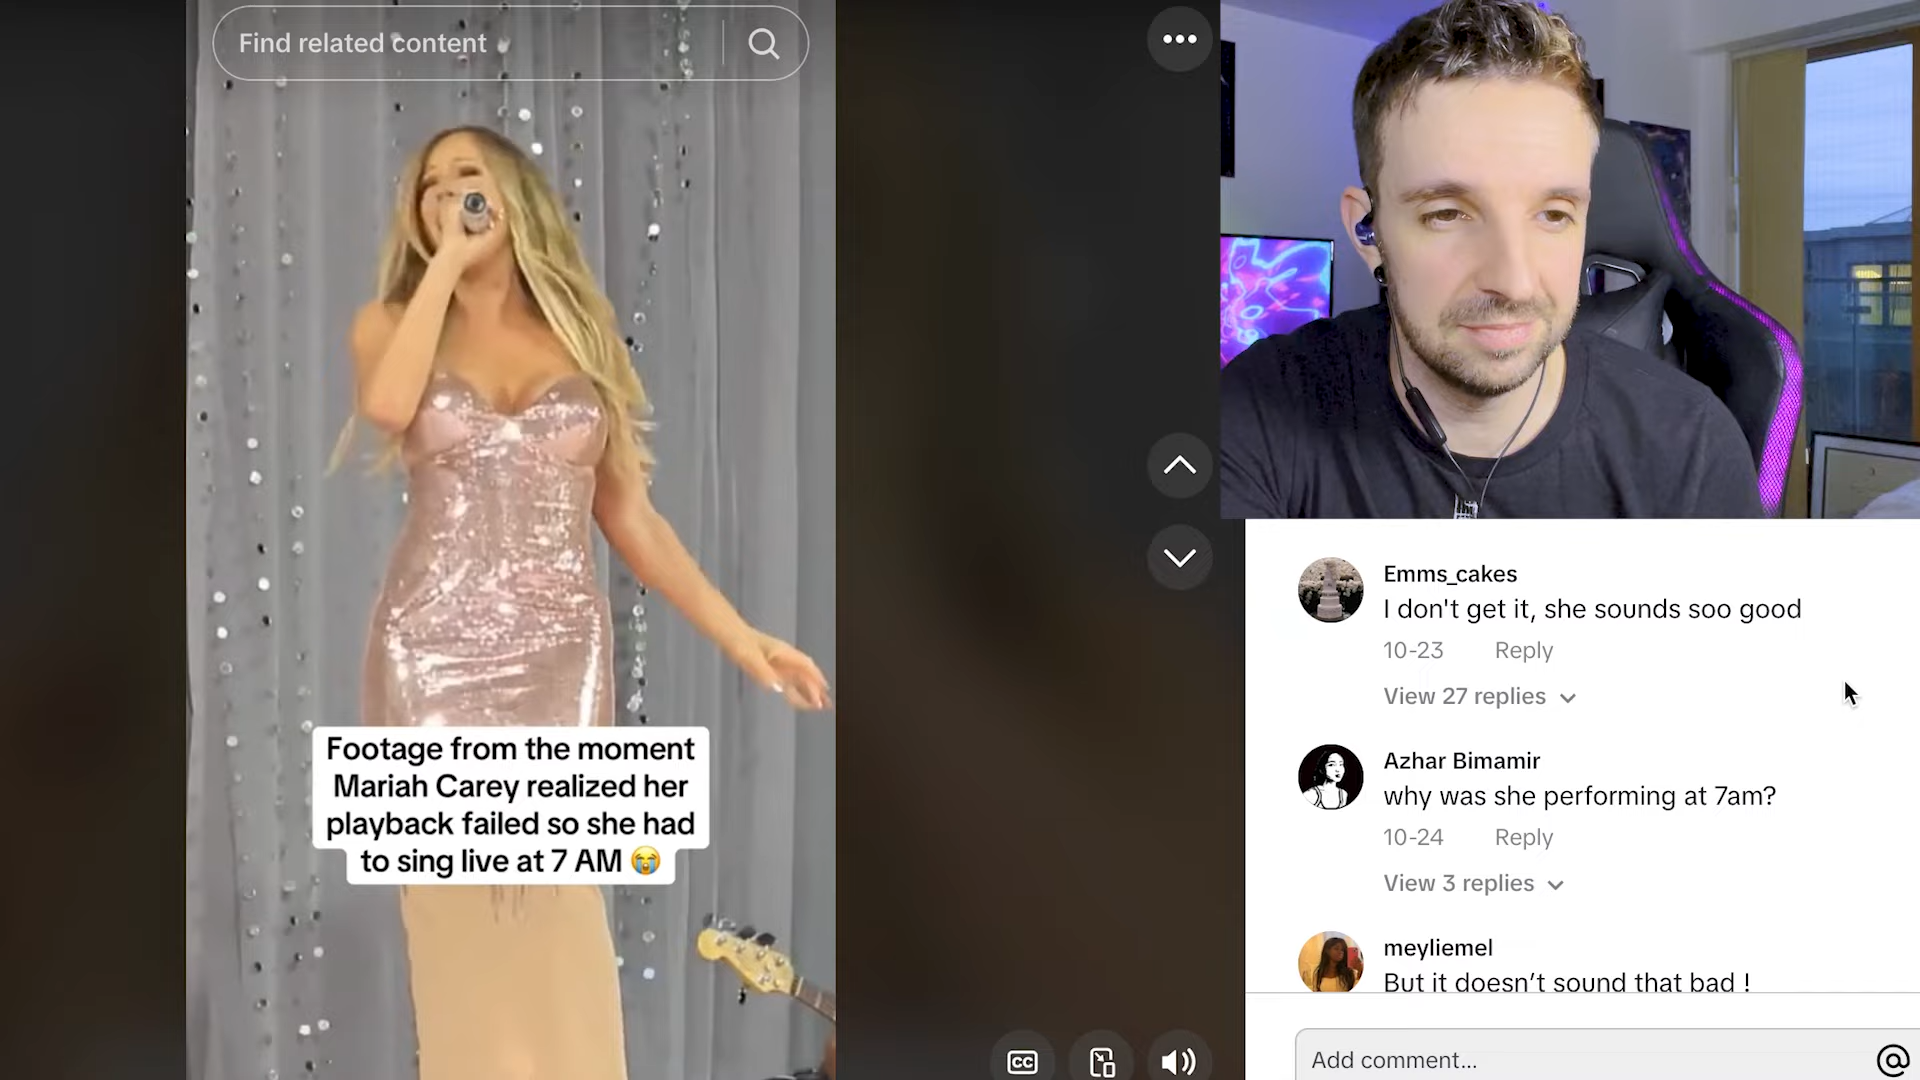 Find related content
Footage from the moment
Mariah Carey realized her
playback failed so she had
to sing live at 7 AM 😭
CC
Emms_cakes
I don't get it, she sounds soo good
10-23 Reply
View 27 replies
Azhar Bimamir
why was she performing at 7am?
10-24 Reply
View 3 replies
meyliemel
But it doesn’t sound that bad !
Add comment...
@